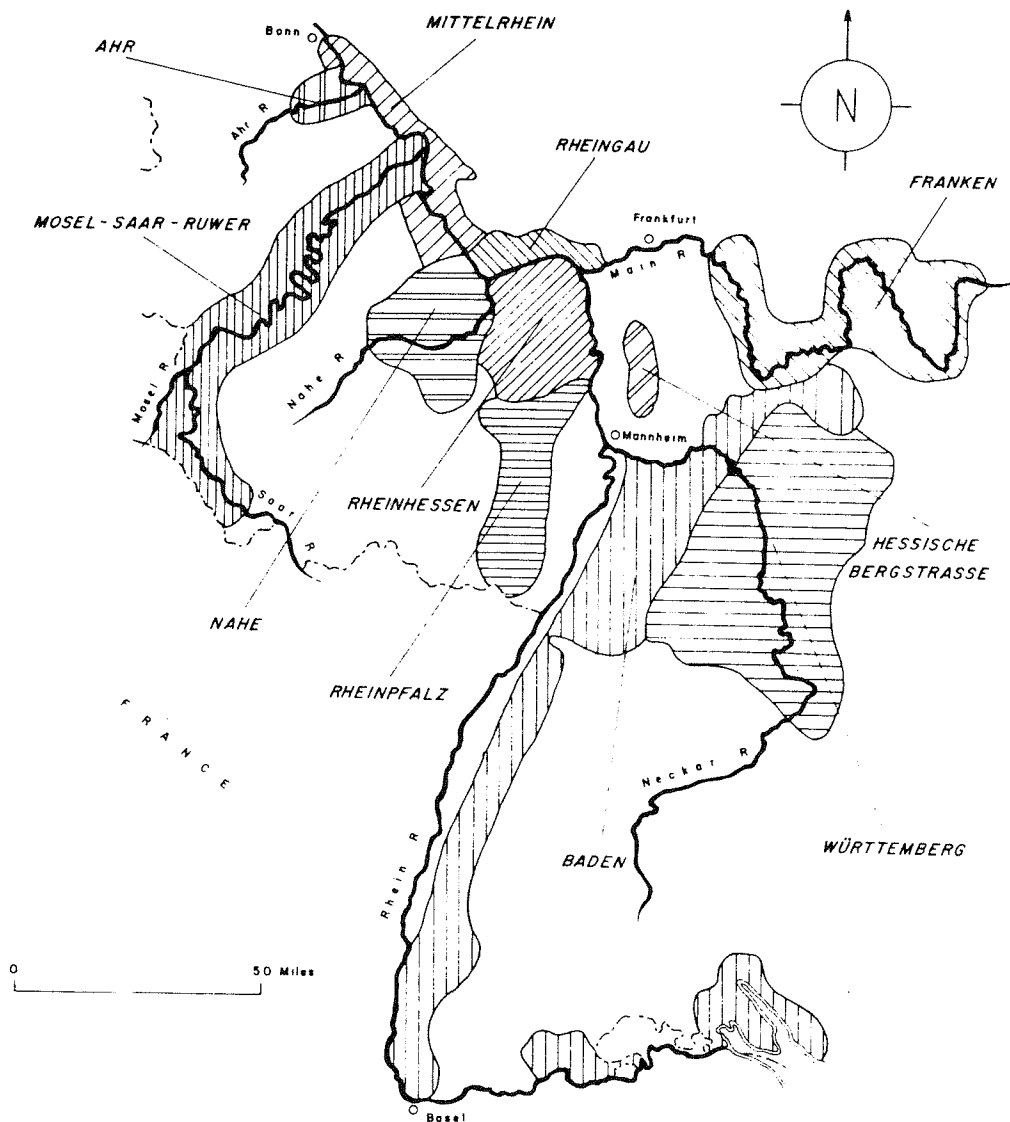 MITTELRHEIN
Bonn
AHR
Ahr R
N
RHEINGAU
FRANKEN
MOSEL-SAAR-RUWER
Frankfurt
Main R
Mosel R
Nahe R
Mannheim
Saar R
RHEINHESSEN
HESSISCHE
BERGSTRASSE
NAHE
RHEINPFALZ
FRANCE
Neckar R
Rhein R
BADEN
WÜRTTEMBERG
0 50 Miles
Basel